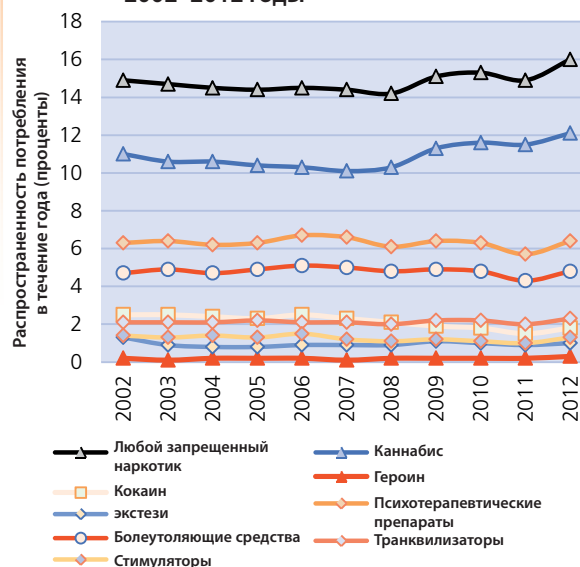 2002–2012 годы
Распространенность потребления
в течение года (проценты)
18
16
14
12
10
8
6
4
2
0
2002
2003
2004
2005
2006
2007
2008
2009
2010
2011
2012
Любой запрещенный
наркотик
Кокаин
экстези
Болеутоляющие средства
Стимуляторы
Каннабис
Героин
Психотерапевтические
препараты
Транквилизаторы